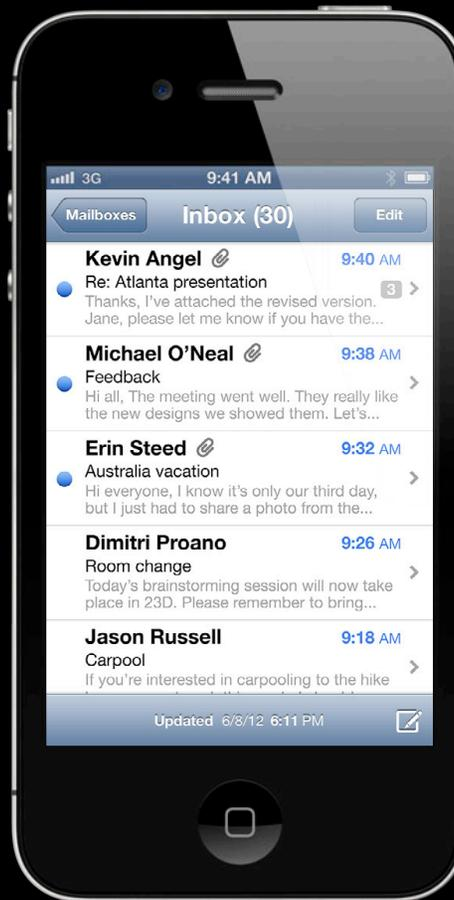 3G 9:41 AM
Mailboxes Inbox (30) Edit
Kevin Angel 9:40 AM
Re: Atlanta presentation
Thanks, I've attached the revised version. 3
Jane, please let me know if you have the...
Michael O'Neal 9:38 AM
Feedback
Hi all, The meeting went well. They really like
the new designs we showed them. Let's...
Erin Steed 9:32 AM
Australia vacation
Hi everyone, I know it's only our third day,
but I just had to share a photo from the...
Dimitri Proano 9:26 AM
Room change
Today's brainstorming session will now take
place in 23D. Please remember to bring...
Jason Russell 9:18 AM
Carpool
If you're interested in carpooling to the hike
Updated 6/8/12 6:11 PM